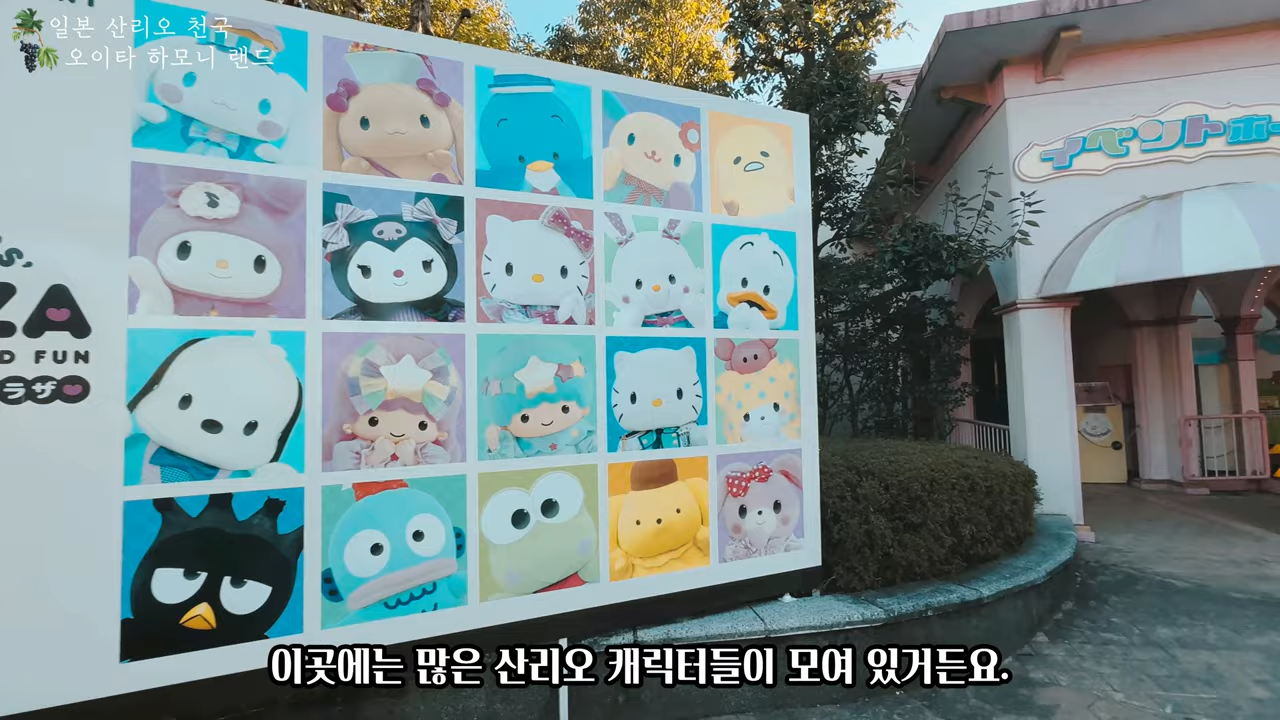 일본 산리오 천국
오이타 하모니 랜드
イベントホー
ZA
D FUN
ラザ
이곳에는 많은 산리오 캐릭터들이 모여 있거든요.